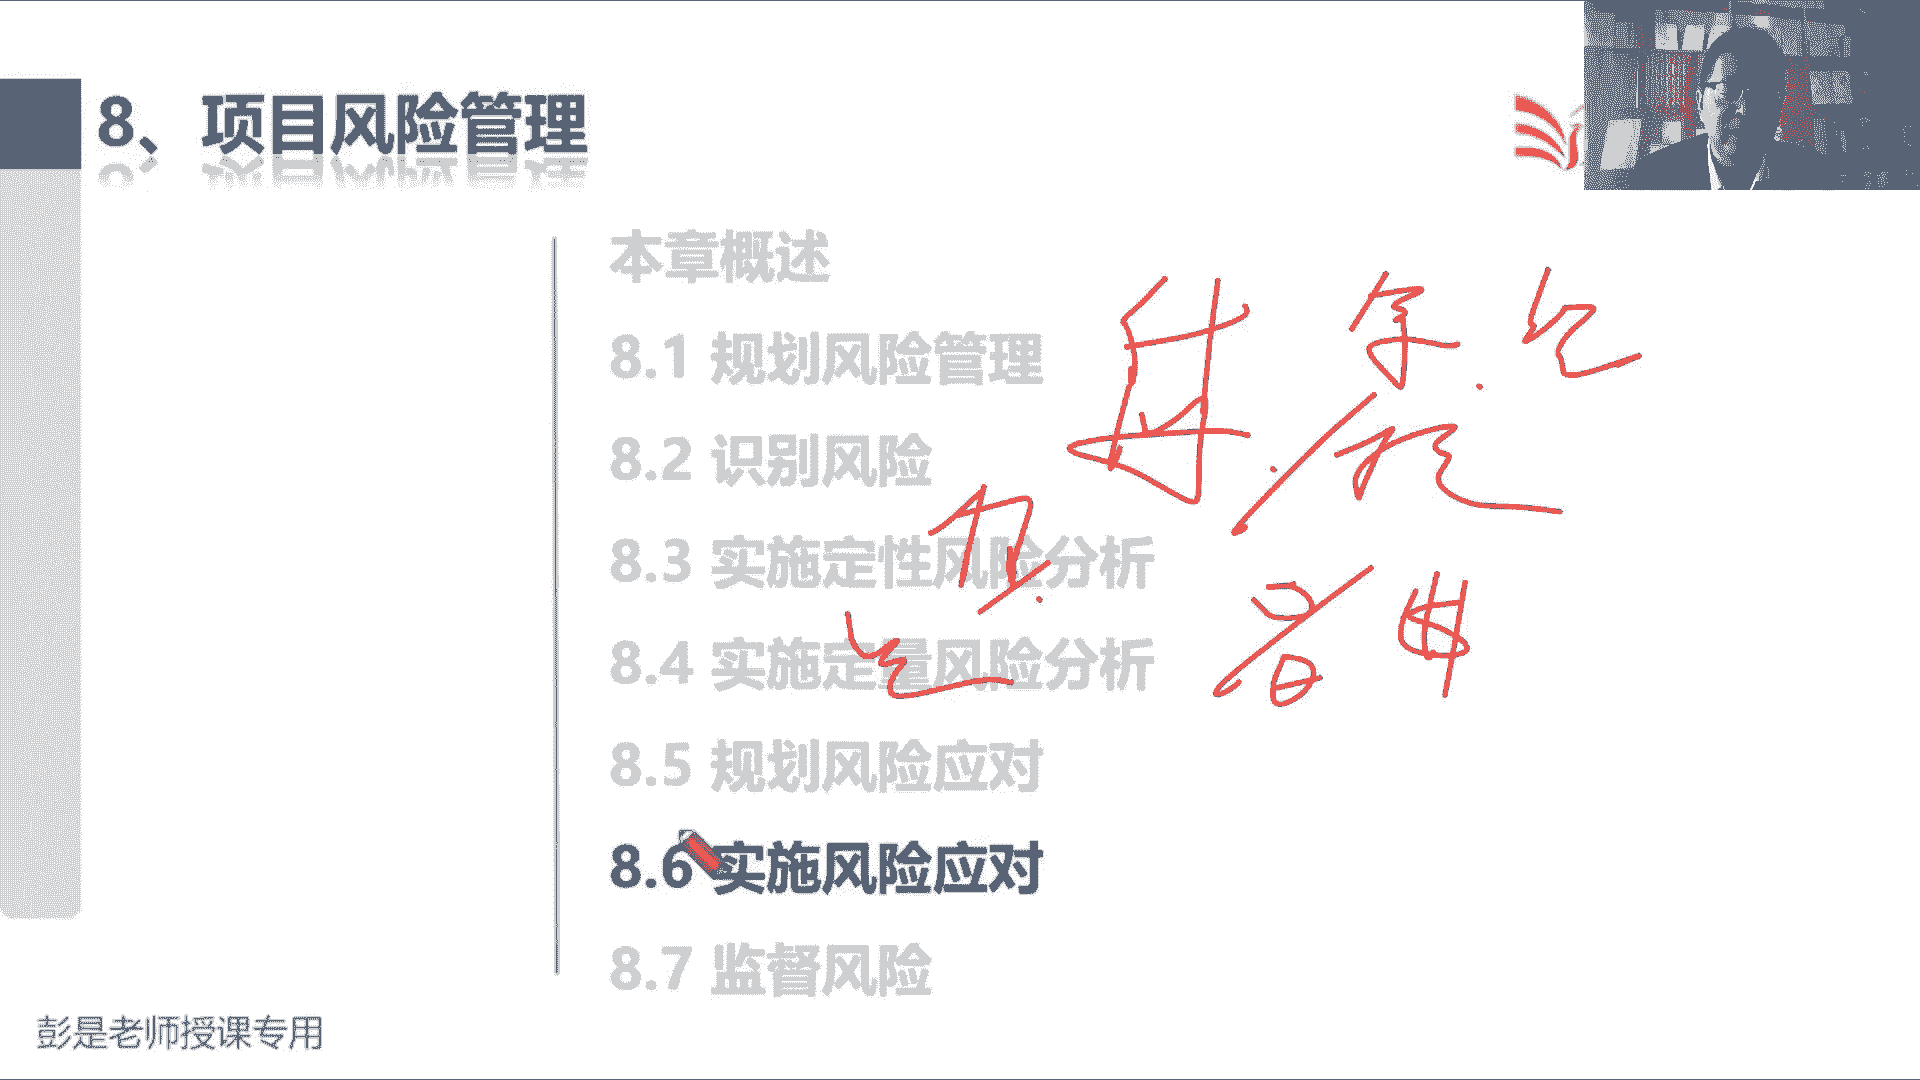 8、项目风险管理
本章概述
8.1 规划风险管理
8.2 识别风险
8.3 实施定性风险分析
8.4 实施定量风险分析
8.5 规划风险应对
8.6 实施风险应对
8.7 监督风险
彭是老师授课专用